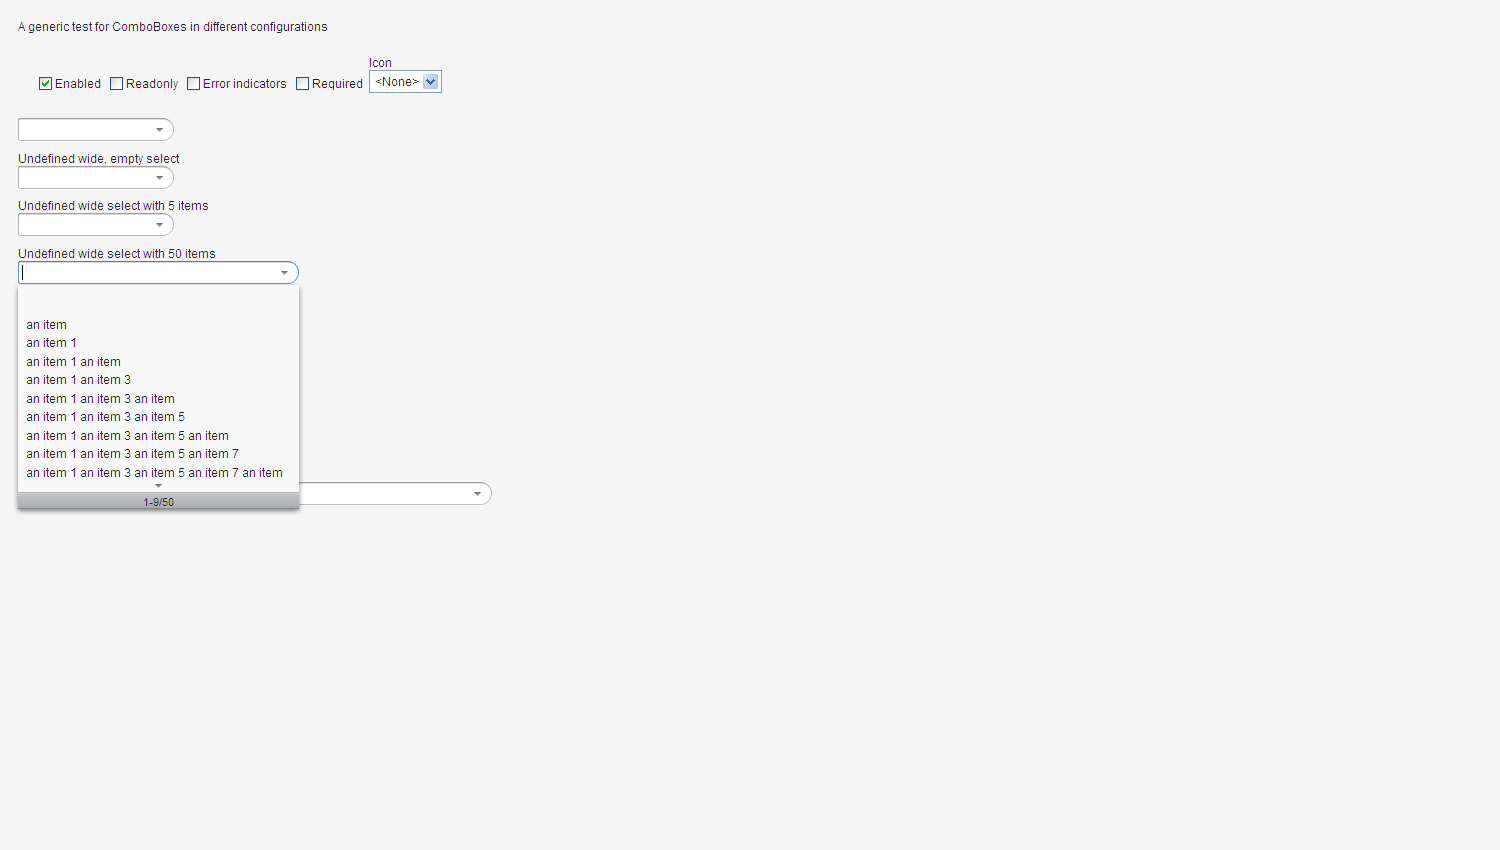 A generic test for ComboBoxes in different configurations
Icon
Enabled Readonly Error indicators Required <None>
Undefined wide, empty select
Undefined wide select with 5 items
Undefined wide select with 50 items
an item
an item 1
an item 1 an item
an item 1 an item 3
an item 1 an item 3 an item
an item 1 an item 3 an item 5
an item 1 an item 3 an item 5 an item
an item 1 an item 3 an item 5 an item 7
an item 1 an item 3 an item 5 an item 7 an item
1-9/50